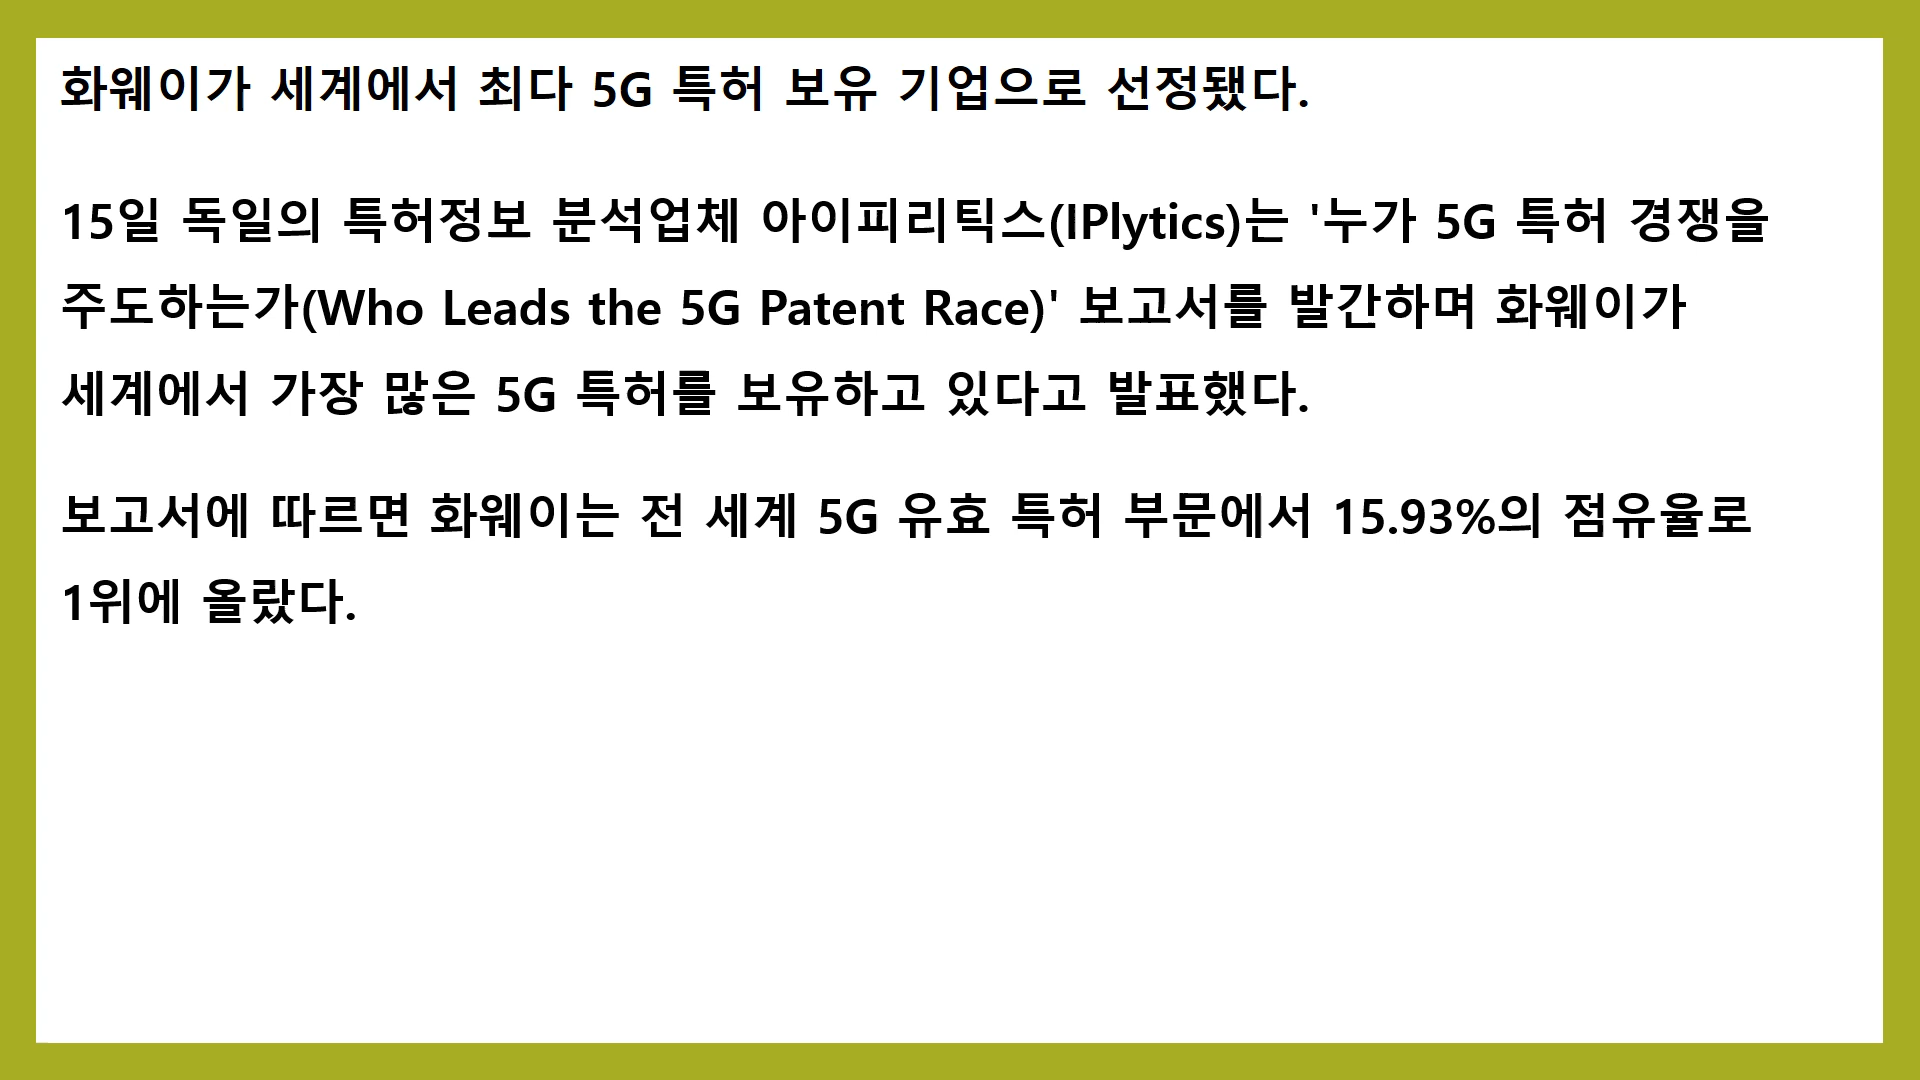 화웨이가 세계에서 최다 5G 특허 보유 기업으로 선정됐다.
15일 독일의 특허정보 분석업체 아이피리틱스(IPlytics)는 '누가 5G 특허 경쟁을
주도하는가(Who Leads the 5G Patent Race)' 보고서를 발간하며 화웨이가
세계에서 가장 많은 5G 특허를 보유하고 있다고 발표했다.
보고서에 따르면 화웨이는 전 세계 5G 유효 특허 부문에서 15.93%의 점유율로
1위에 올랐다.